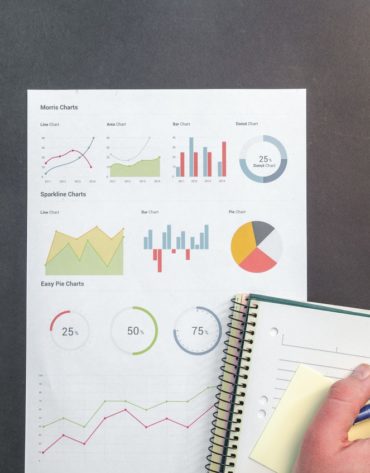 Morris Charts
Line Chart
Area Chart
Bar Chart
Donut Chart
25%
Donut Chart
Sparkline Charts
Line Chart
Bar Chart
Pie Chart
Easy Pie Charts
25%
50%
75%